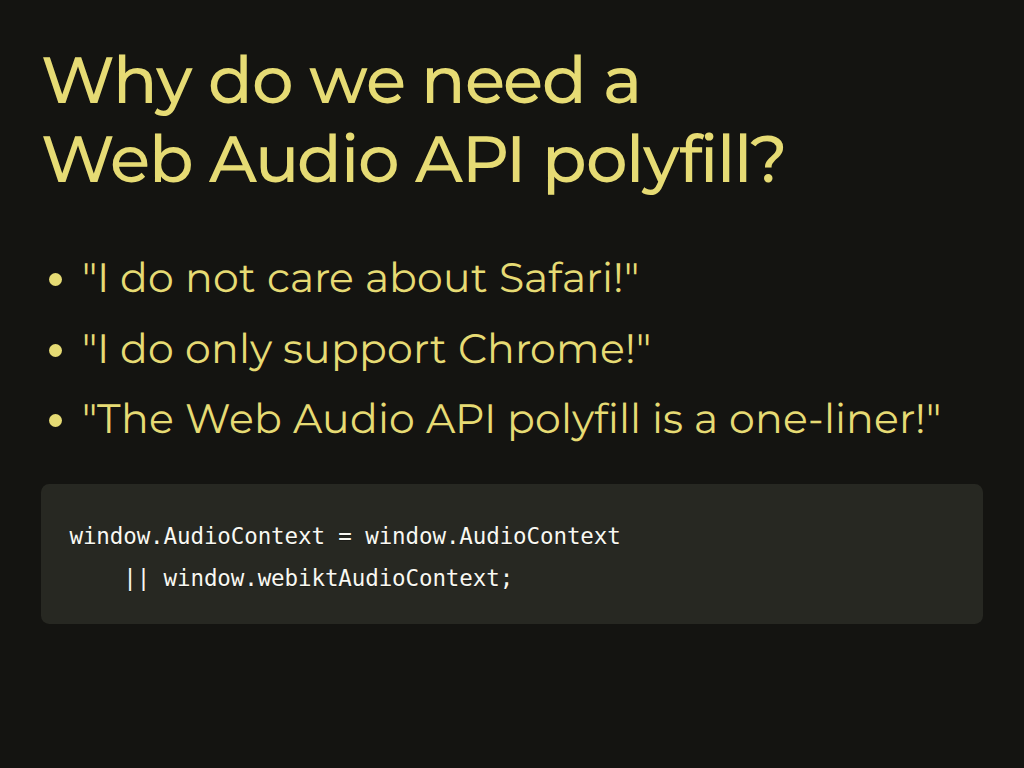 Why do we need a
Web Audio API polyfill?
• "I do not care about Safari!"
• "I do only support Chrome!"
• "The Web Audio API polyfill is a one-liner!"
window.AudioContext = window.AudioContext
    || window.webiktAudioContext;